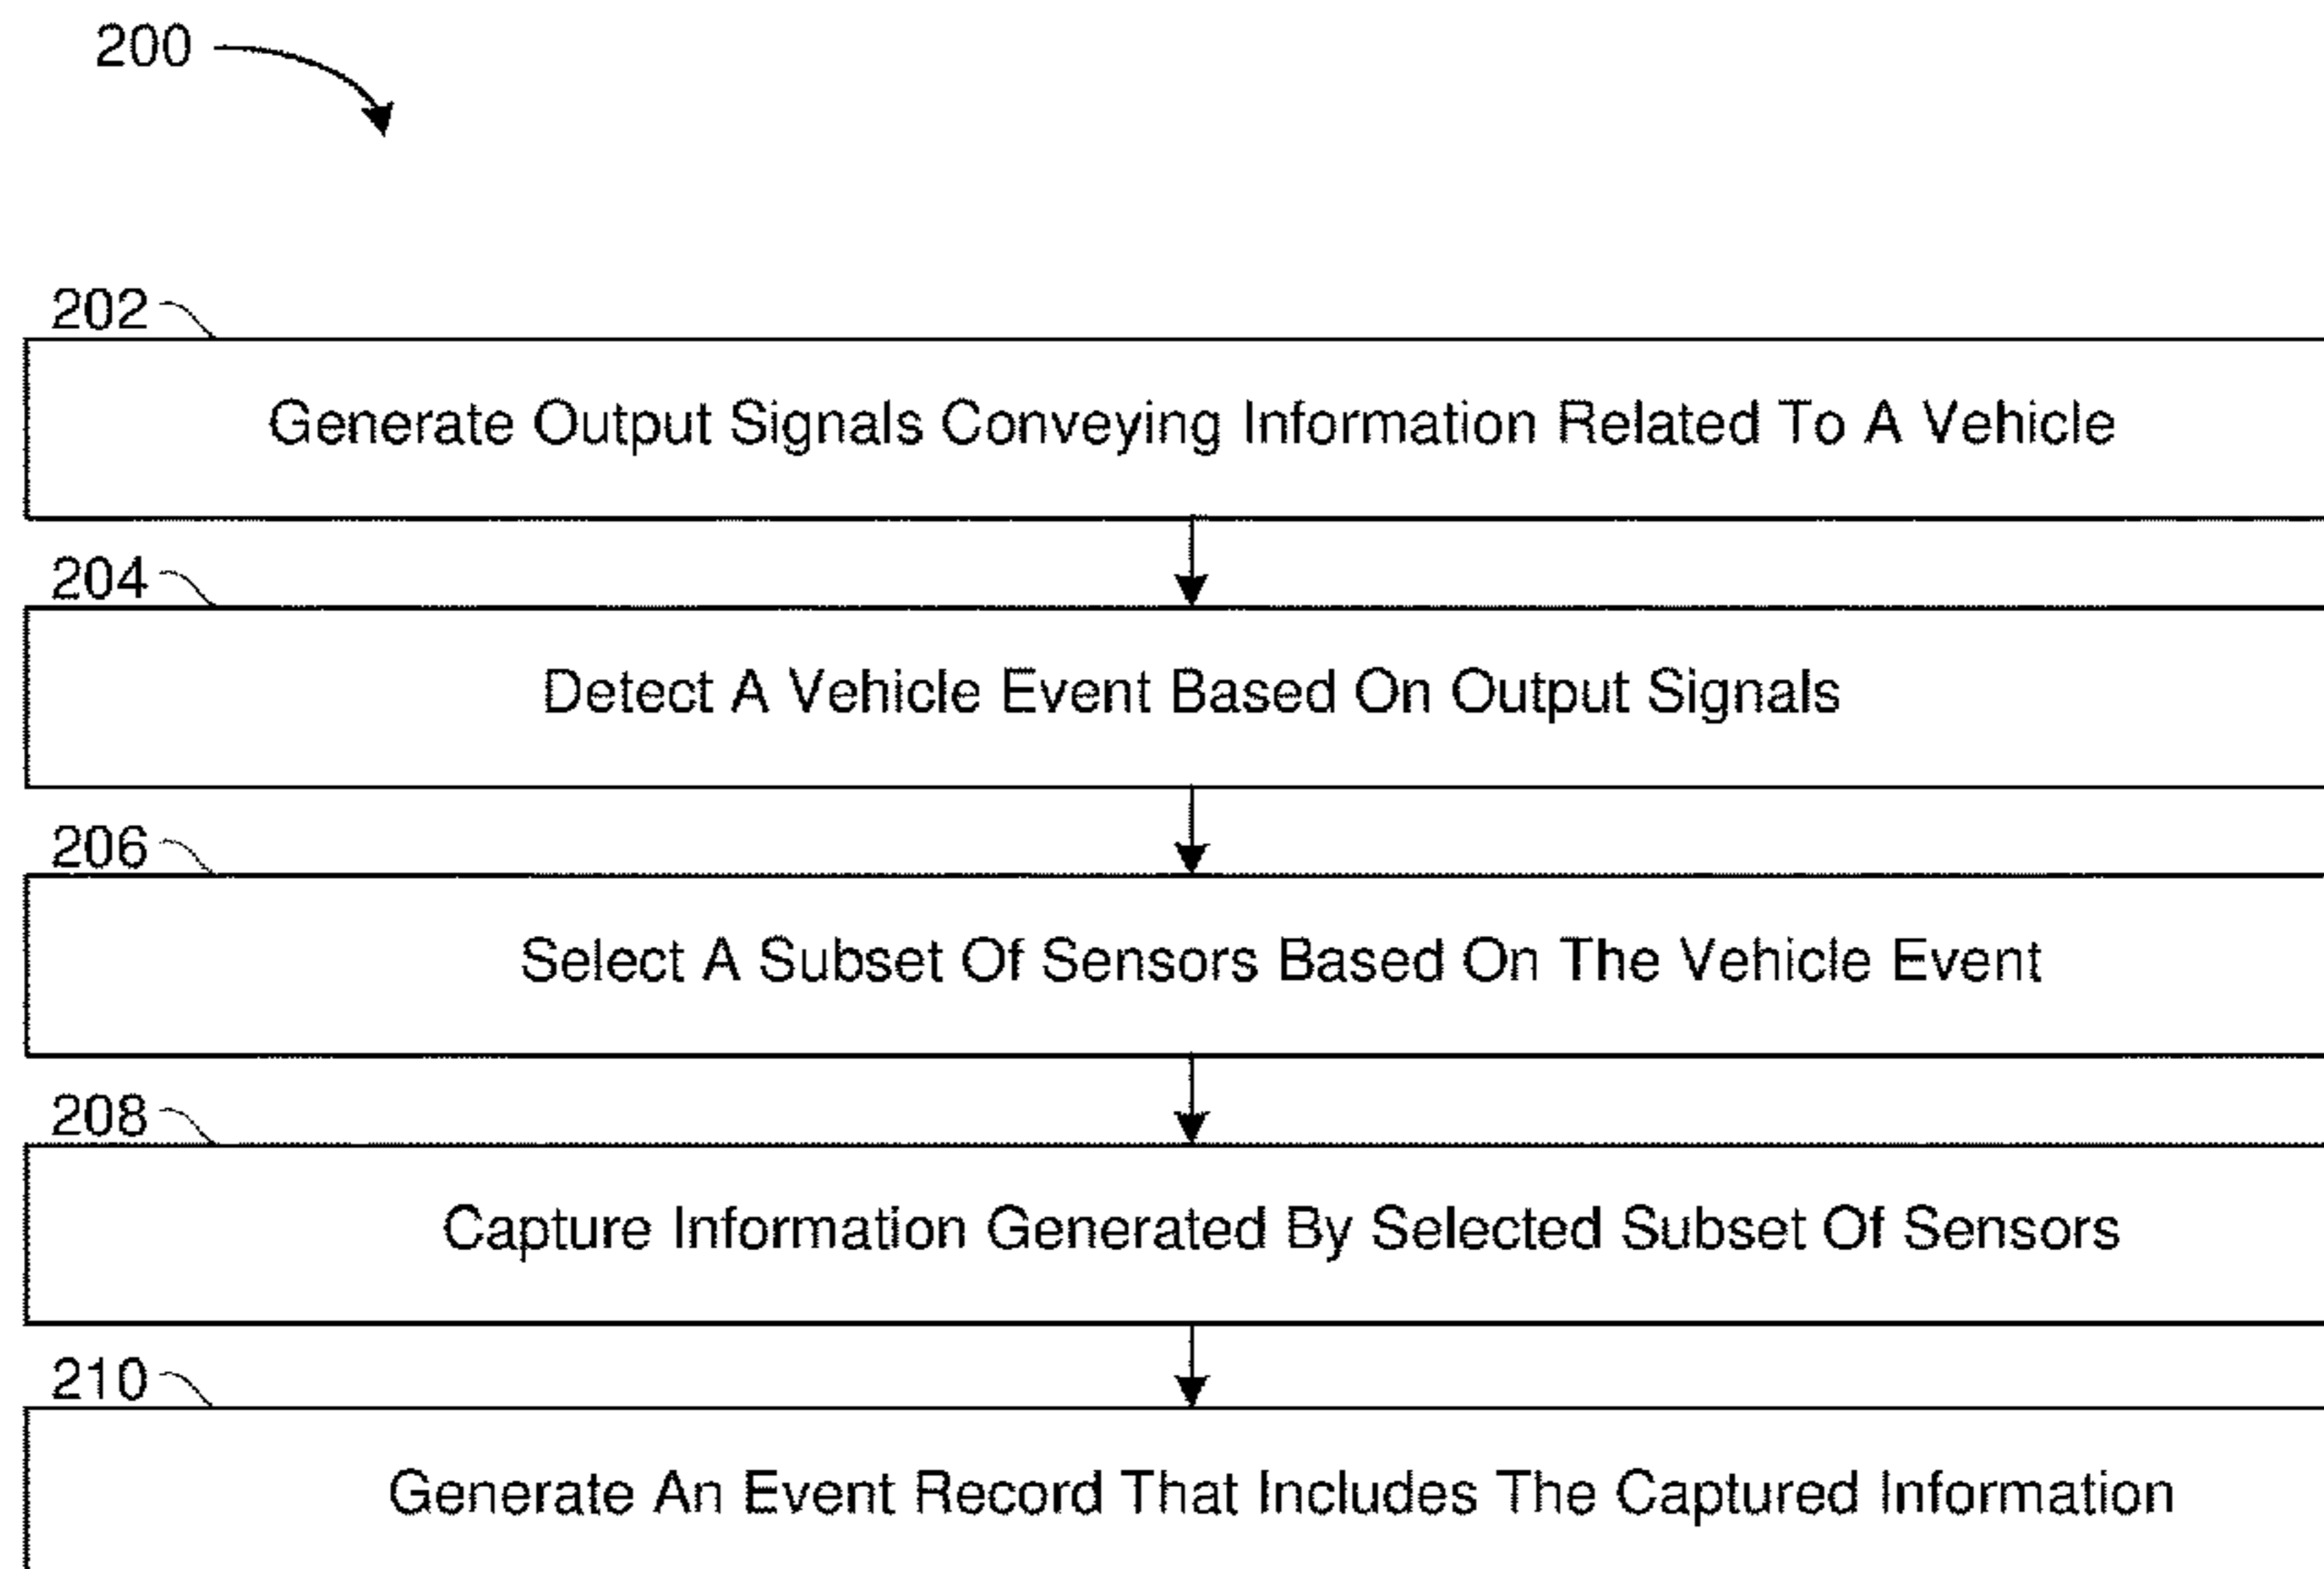 200
202
Generate Output Signals Conveying Information Related To A Vehicle
204
Detect A Vehicle Event Based On Output Signals
206
Select A Subset Of Sensors Based On The Vehicle Event
208
Capture Information Generated By Selected Subset Of Sensors
210
Generate An Event Record That Includes The Captured Information